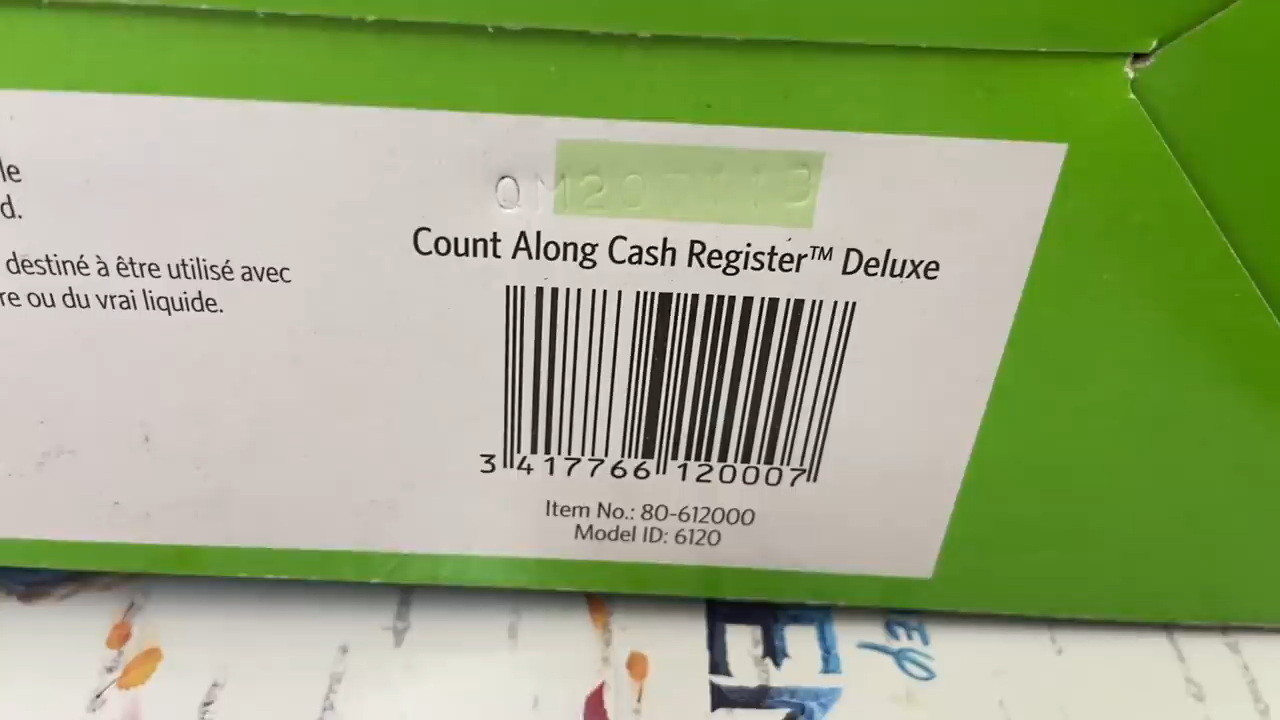 le
d.
destiné à être utilisé avec
re ou du vrai liquide.
Count Along Cash Register™ Deluxe
3 417766 120007
Item No.: 80-612000
Model ID: 6120